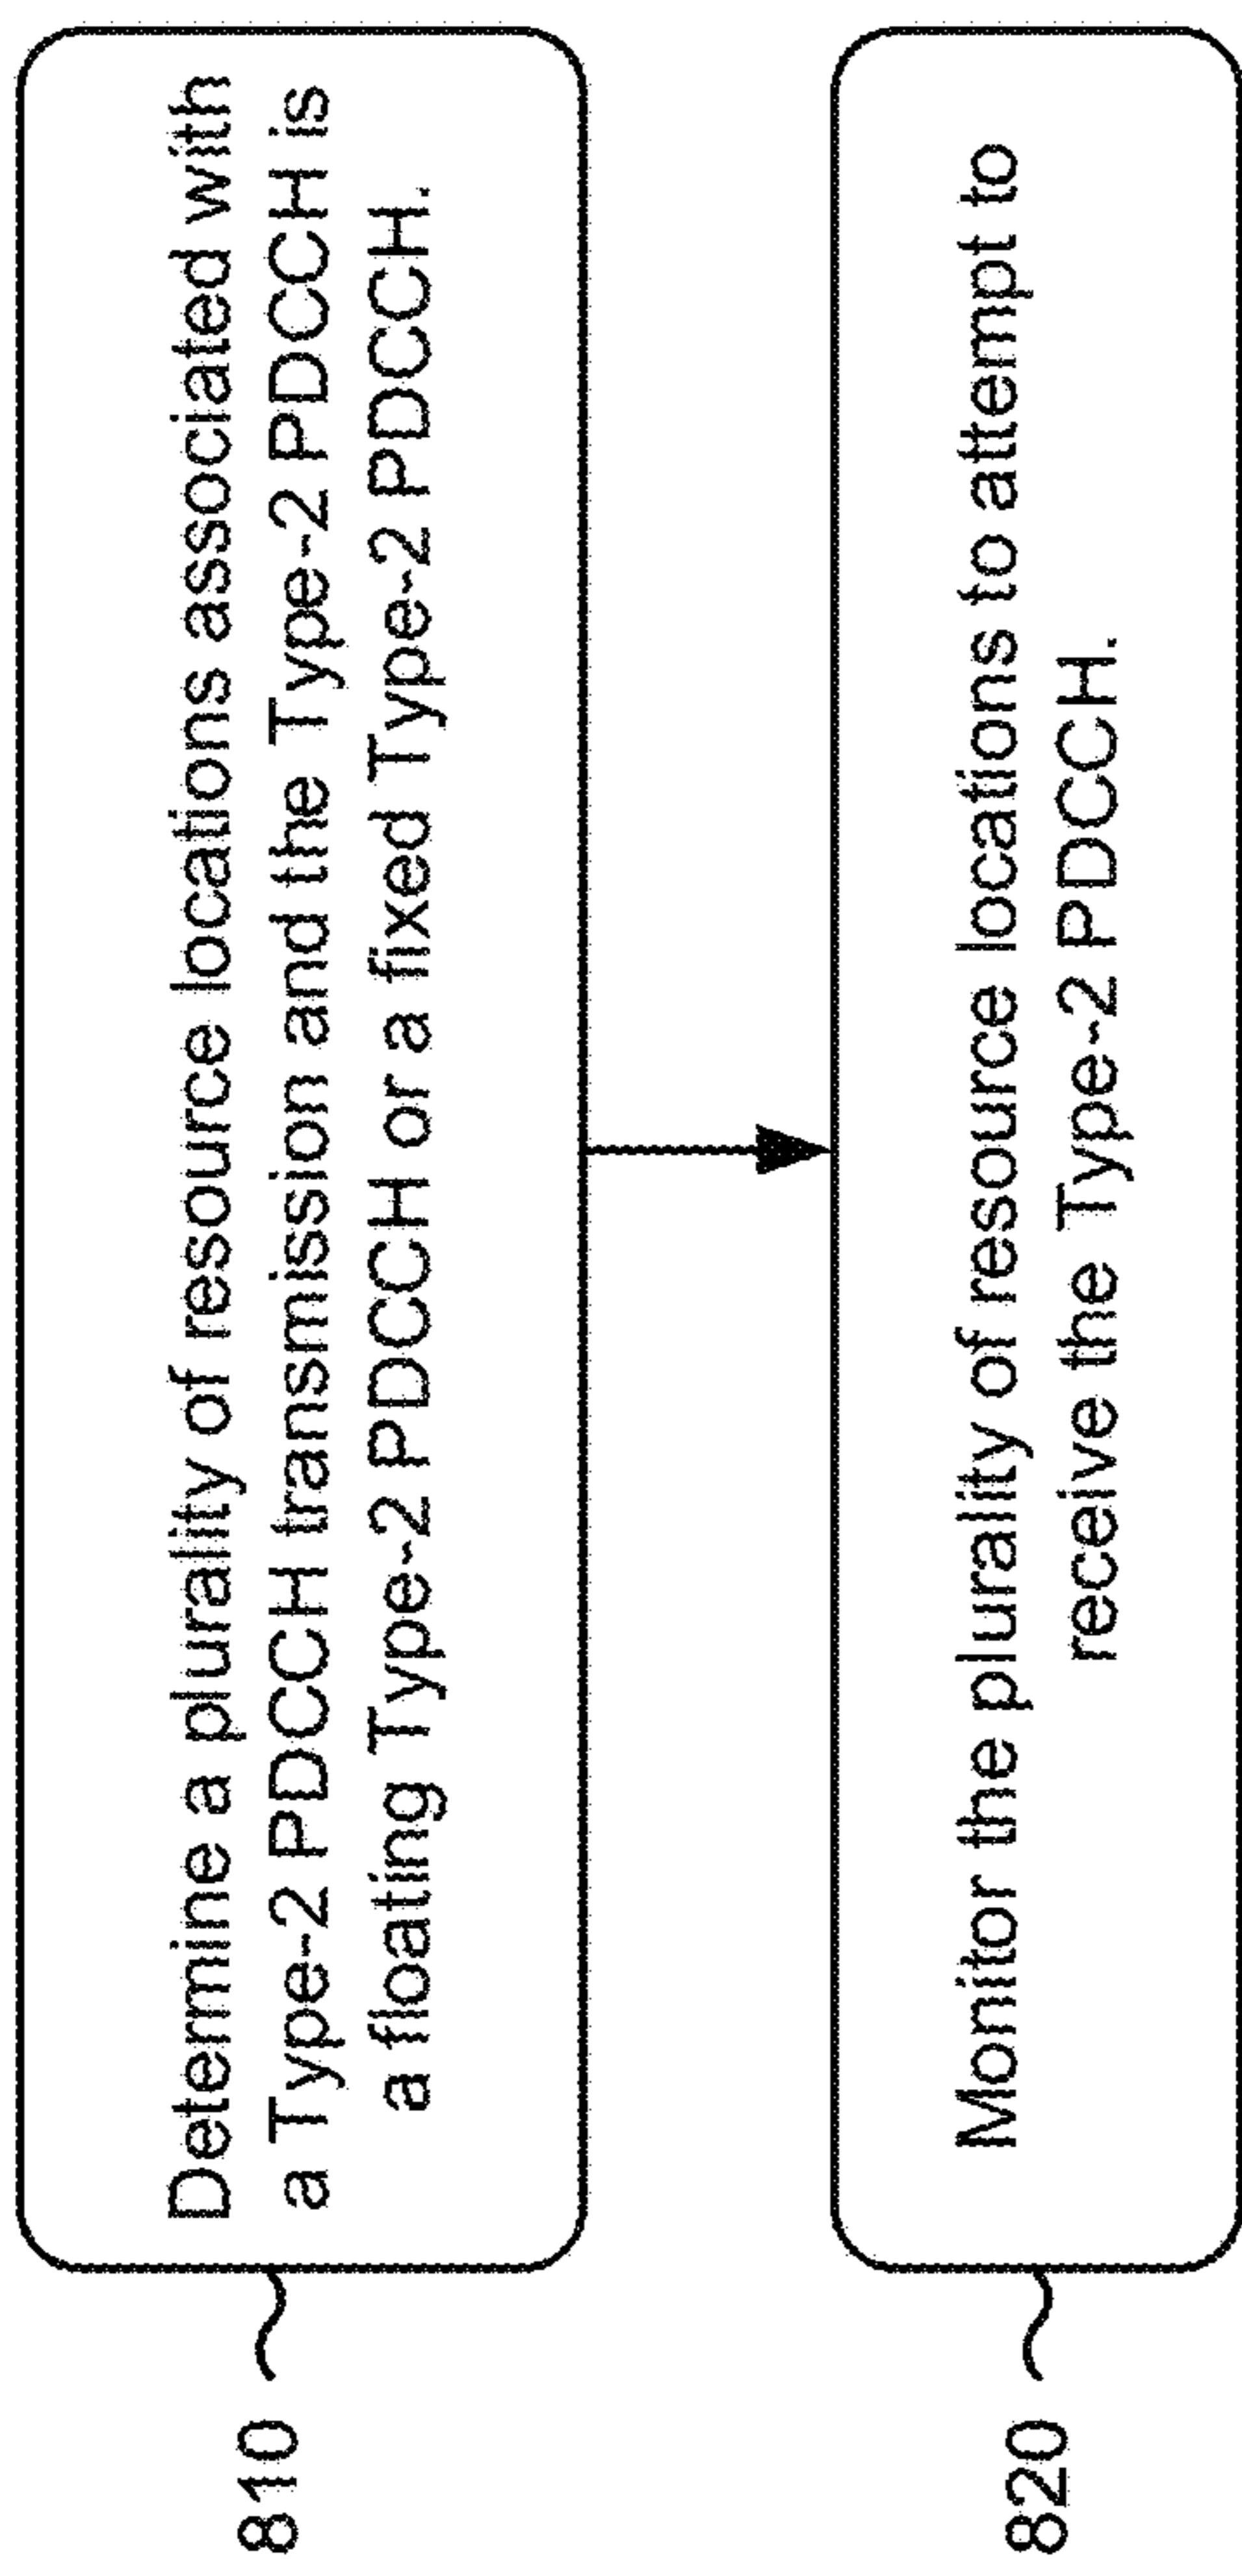 810
Determine a plurality of resource locations associated with
a Type-2 PDCCH transmission and the Type-2 PDCCH is
a floating Type-2 PDCCH or a fixed Type-2 PDCCH.
820
Monitor the plurality of resource locations to attempt to
receive the Type-2 PDCCH.